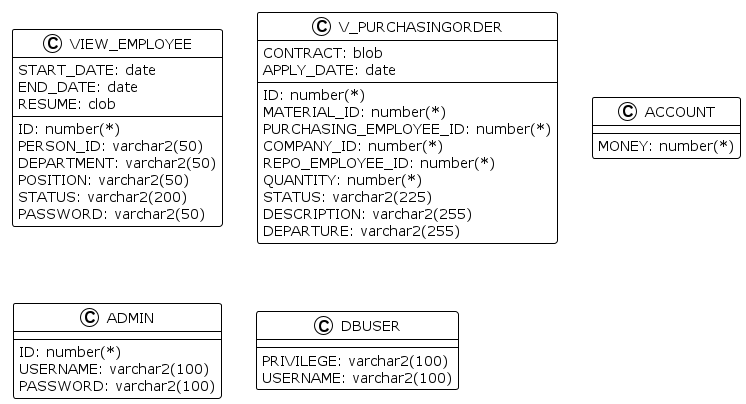 C VIEW_EMPLOYEE
START_DATE: date
END_DATE: date
RESUME: clob
ID: number(*)
PERSON_ID: varchar2(50)
DEPARTMENT: varchar2(50)
POSITION: varchar2(50)
STATUS: varchar2(200)
PASSWORD: varchar2(50)
C V_PURCHASINGORDER
CONTRACT: blob
APPLY_DATE: date
ID: number(*)
MATERIAL_ID: number(*)
PURCHASING_EMPLOYEE_ID: number(*)
COMPANY_ID: number(*)
REPO_EMPLOYEE_ID: number(*)
QUANTITY: number(*)
STATUS: varchar2(225)
DESCRIPTION: varchar2(255)
DEPARTURE: varchar2(255)
C ACCOUNT
MONEY: number(*)
C ADMIN
ID: number(*)
USERNAME: varchar2(100)
PASSWORD: varchar2(100)
C DBUSER
PRIVILEGE: varchar2(100)
USERNAME: varchar2(100)